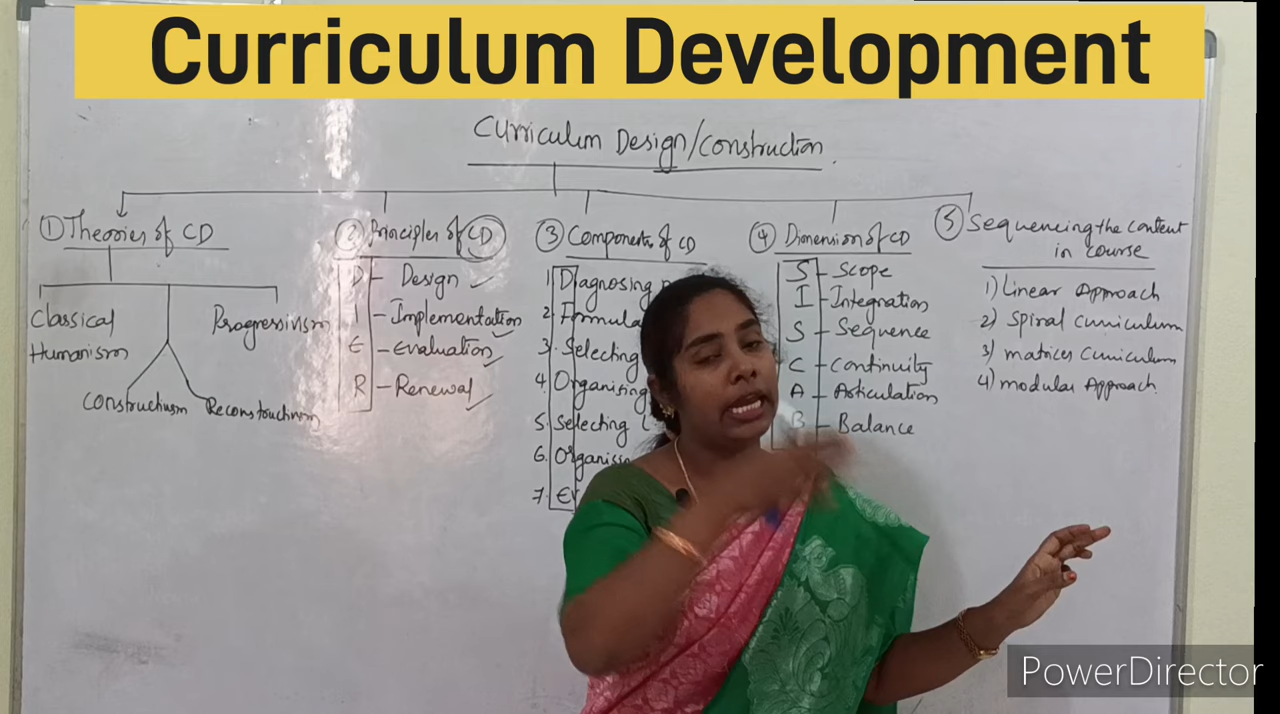 Curriculum Development
Curriculum Design/Construction
① Theories of CD
Classical
Humanism
Progressivism
Constructivism
Reconstructivism
② Principles of CD
D - Design
I - Implementation
E - Evaluation
R - Renewal
③ Components of CD
1. Diagnosing
2. Formula
3. Selecting
4. Organising
5. Selecting
6. Organis
7. E
④ Dimension of CD
S - Scope
I - Integration
S - Sequence
C - Continuity
A - Articulation
B - Balance
⑤ Sequencing the content
in course
1) Linear Approach
2) Spiral Curriculum
3) matrices Curriculum
4) modular Approach.
PowerDirector